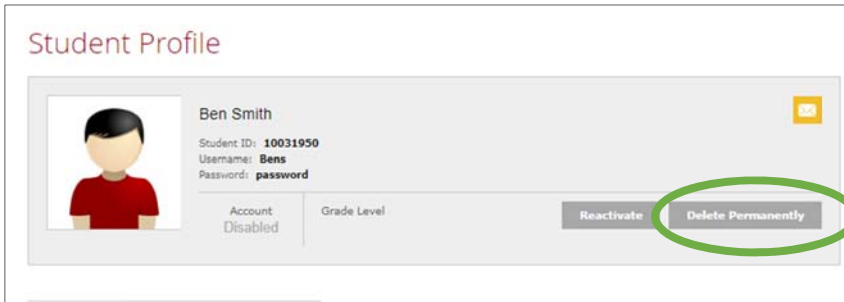 Student Profile
Ben Smith
Student ID: 10031950
Username: Bens
Password: password
Account
Disabled
Grade Level
Reactivate
Delete Permanently